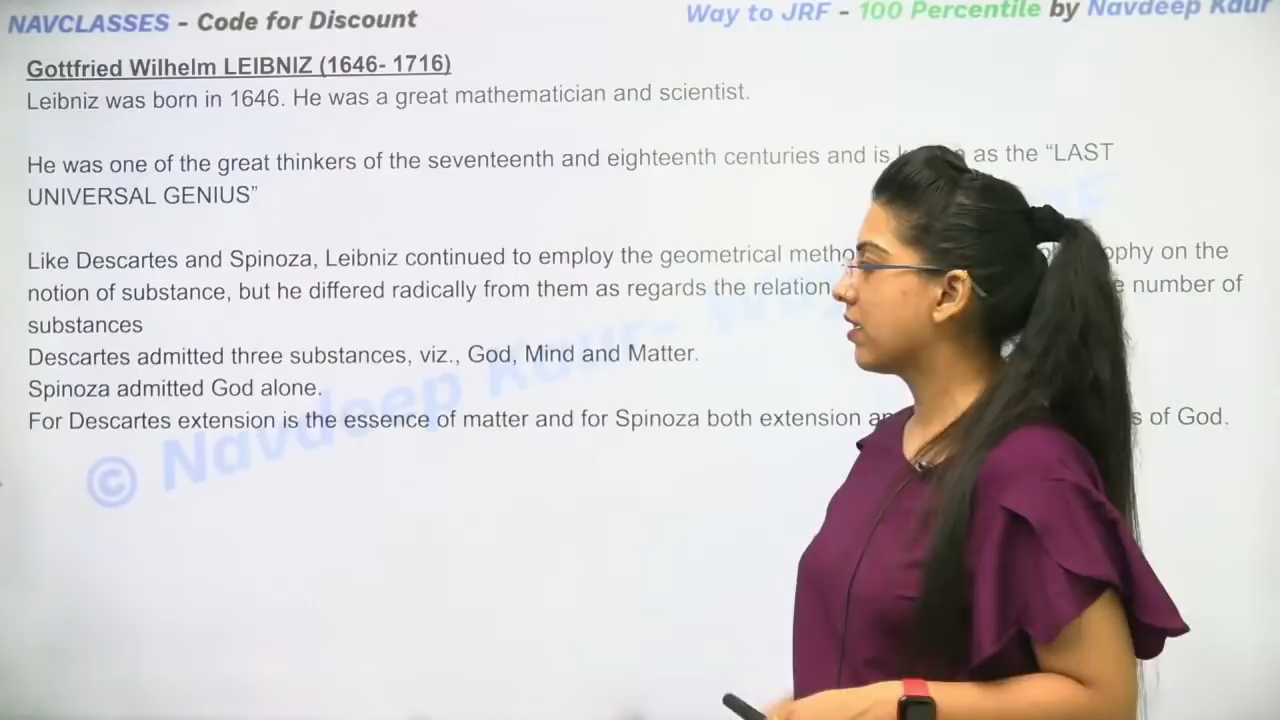 NAVCLASSES - Code for Discount
Way to JRF - 100 Percentile by Navdeep Kaur
Gottfried Wilhelm LEIBNIZ (1646- 1716)
Leibniz was born in 1646. He was a great mathematician and scientist.
He was one of the great thinkers of the seventeenth and eighteenth centuries and is as the “LAST
UNIVERSAL GENIUS”
Like Descartes and Spinoza, Leibniz continued to employ the geometrical on the
notion of substance, but he differed radically from them as regards the relation number of
substances
Descartes admitted three substances, viz., God, Mind and Matter.
Spinoza admitted God alone.
For Descartes extension is the essence of matter and for Spinoza both extension of God.
© Navdeep Kaur-